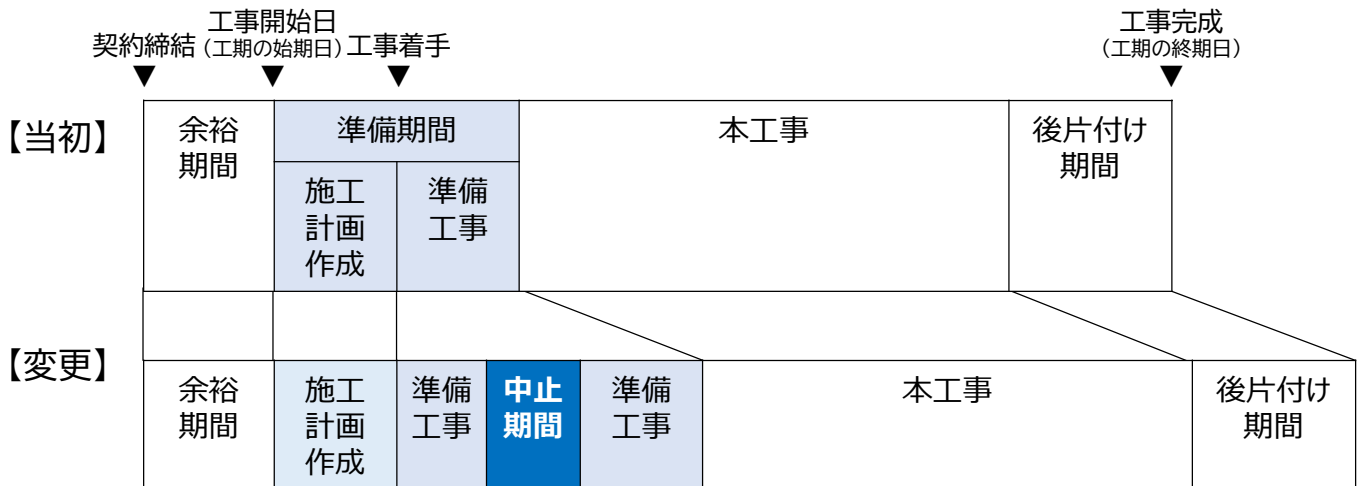 工事開始日
契約締結（工期の始期日）工事着手
工事完成
（工期の終期日）
▼ ▼ ▼ ▼
【当初】
余裕
期間
準備期間
施工
計画
作成
準備
工事
本工事
後片付け
期間
【変更】
余裕
期間
施工
計画
作成
準備
工事
中止
期間
準備
工事
本工事
後片付け
期間